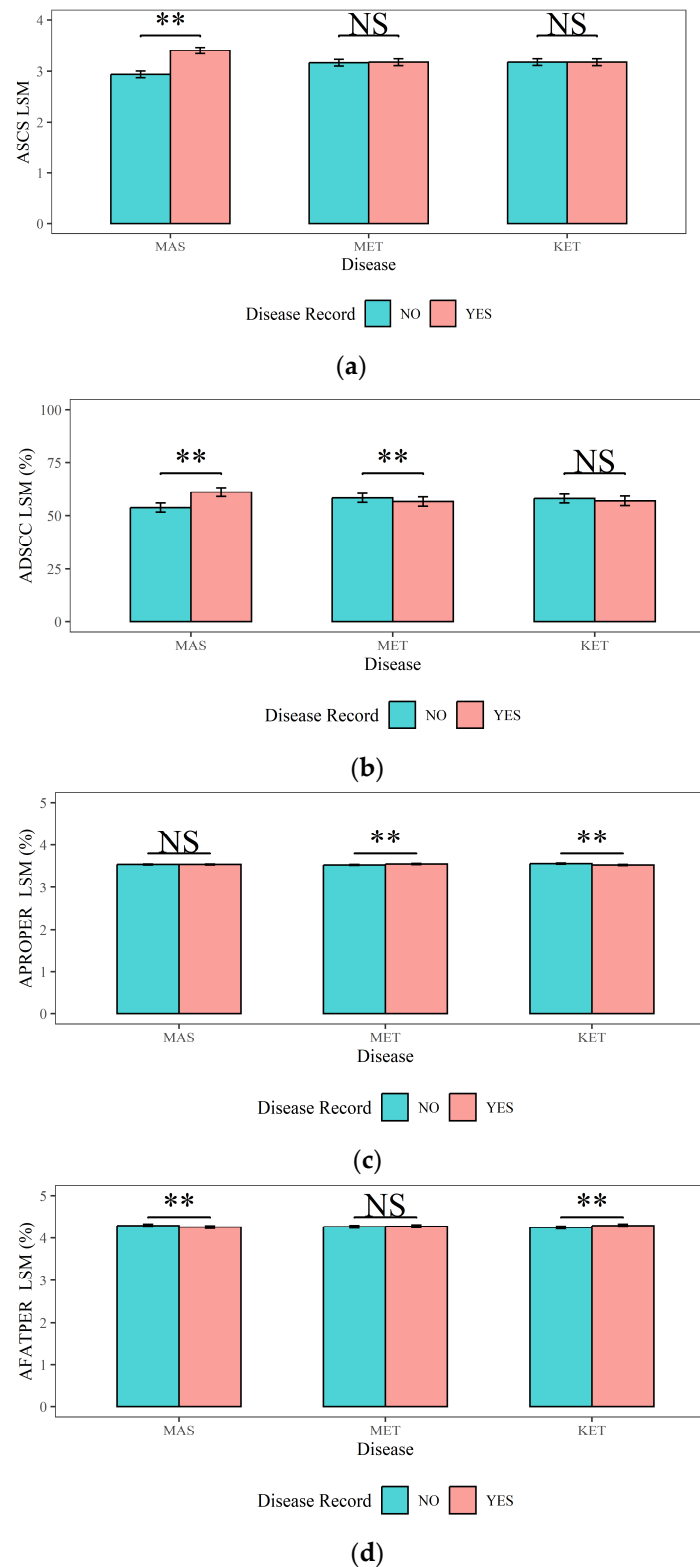 ASCS LSM
4
3
2
1
0
** NS NS
MAS MET KET
Disease
Disease Record NO YES
(a)
ADSCC LSM (%)
100
75
50
25
0
** ** NS
MAS MET KET
Disease
Disease Record NO YES
(b)
APROPER LSM (%)
5
4
3
2
1
0
NS ** **
MAS MET KET
Disease
Disease Record NO YES
(c)
AFATPER LSM (%)
5
4
3
2
1
0
** NS **
MAS MET KET
Disease
Disease Record NO YES
(d)